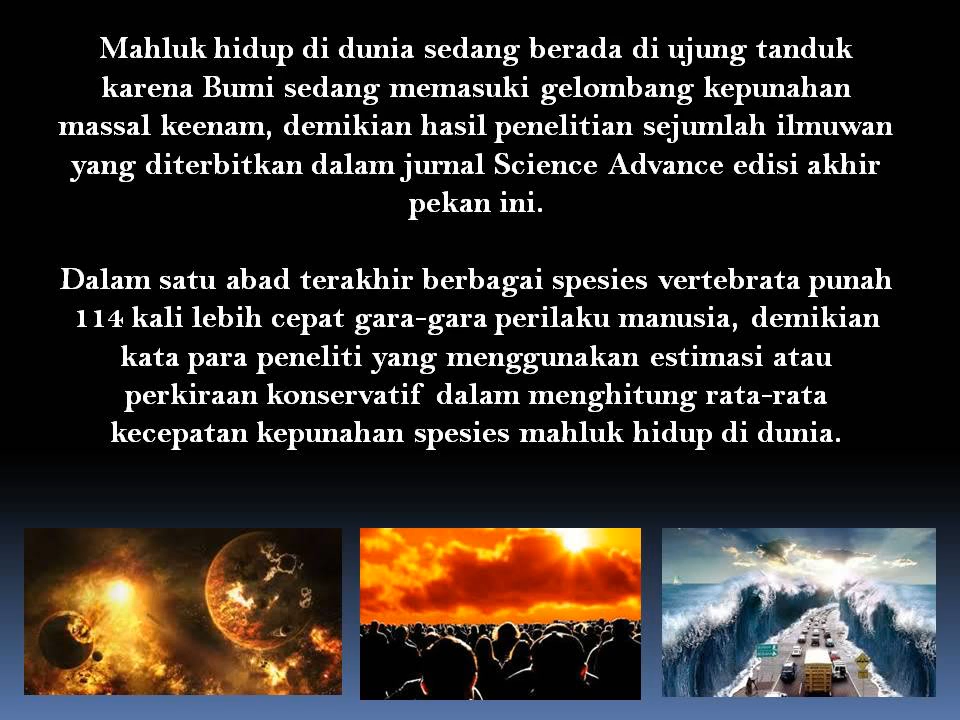 Mahluk hidup di dunia sedang berada di ujung tanduk
karena Bumi sedang memasuki gelombang kepunahan
massal keenam, demikian hasil penelitian sejumlah ilmuwan
yang diterbitkan dalam jurnal Science Advance edisi akhir
pekan ini.
Dalam satu abad terakhir berbagai spesies vertebrata punah
114 kali lebih cepat gara-gara perilaku manusia, demikian
kata para peneliti yang menggunakan estimasi atau
perkiraan konservatif dalam menghitung rata-rata
kecepatan kepunahan spesies mahluk hidup di dunia.